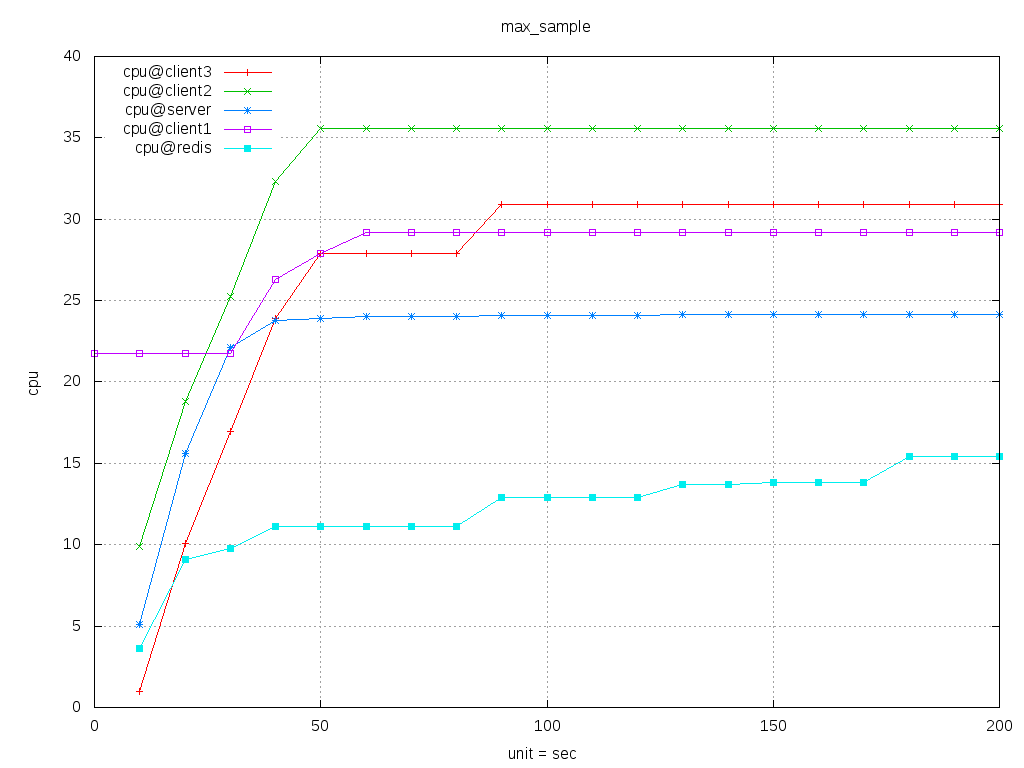 max_sample
cpu@client3
cpu@client2
cpu@server
cpu@client1
cpu@redis
40
35
30
25
20
15
10
5
0
cpu
0 50 100 150 200
unit = sec